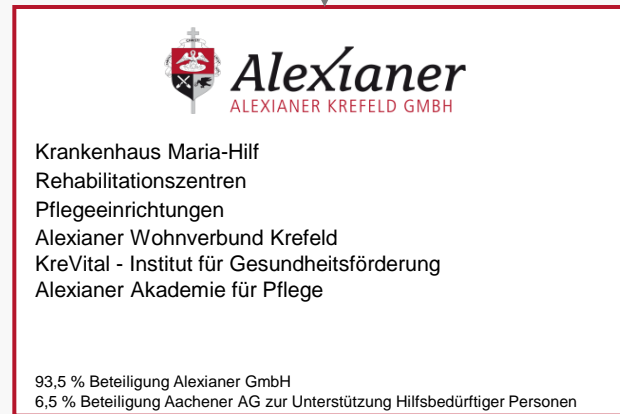 Alexianer
ALEXIANER KREFELD GMBH
Krankenhaus Maria-Hilf
Rehabilitationszentren
Pflegeeinrichtungen
Alexianer Wohnverbund Krefeld
KreVital - Institut für Gesundheitsförderung
Alexianer Akademie für Pflege
93,5 % Beteiligung Alexianer GmbH
6,5 % Beteiligung Aachener AG zur Unterstützung Hilfsbedürftiger Personen